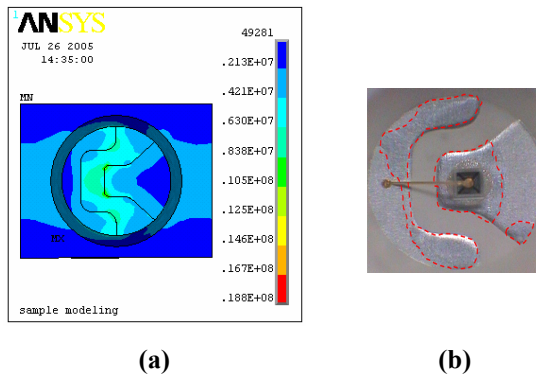 1
ANSYS
JUL 26 2005
14:35:00
MN
MX
49281
.213E+07
.421E+07
.630E+07
.838E+07
.105E+08
.125E+08
.146E+08
.167E+08
.188E+08
sample modeling
(a)
(b)